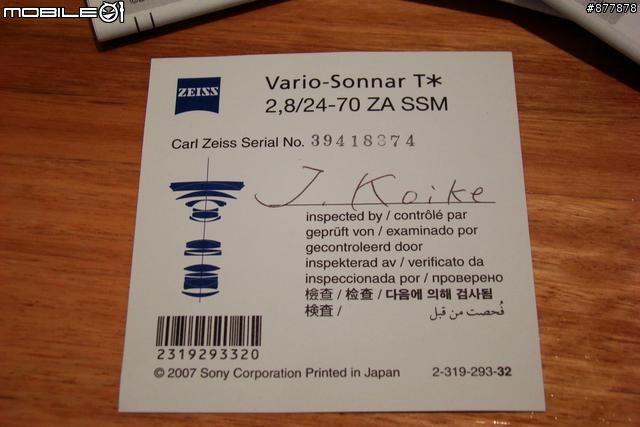 MOBILE01
#877878
ZEISS
Vario-Sonnar T*
2,8/24-70 ZA SSM
Carl Zeiss Serial No. 39418374
J. Koike
inspected by / contrôlé par
geprüft von / examinado por
gecontroleerd door
inspekterad av / verificato da
inspeccionada por / проверено
檢查 / 检查 / 다음에 의해 검사됨
検査 / فُحصت من قبل
2319293320
© 2007 Sony Corporation Printed in Japan 2-319-293-32